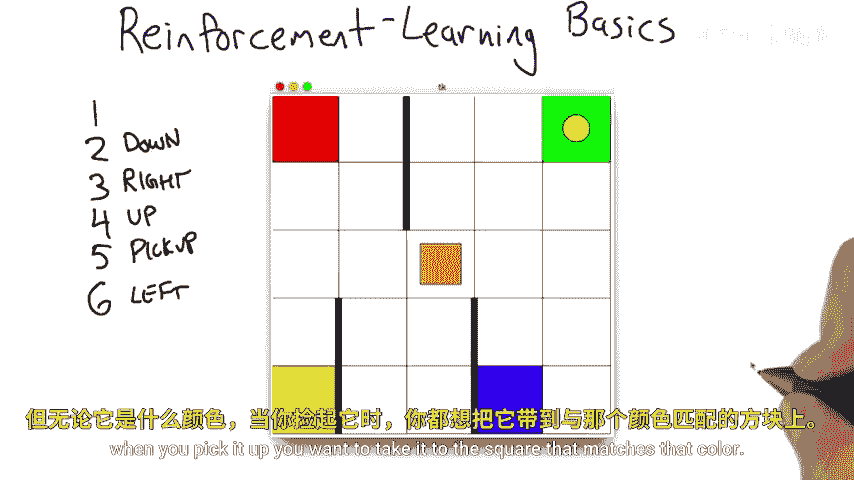 Reinforcement-Learning Basics
1
2 DOWN
3 RIGHT
4 UP
5 PICKUP
6 LEFT
但无论它是什么颜色，当你捡起它时，你都想把它带到与那个颜色匹配的方块上。
when you pick it up you want to take it to the square that matches that color.